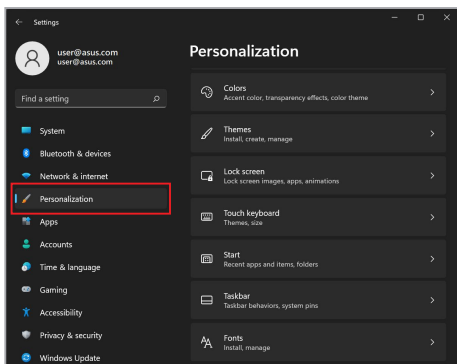 Settings
user@asus.com
user@asus.com
Find a setting
System
Bluetooth & devices
Network & internet
Personalization
Apps
Accounts
Time & language
Gaming
Accessibility
Privacy & security
Windows Update
Personalization
Colors
Accent color, transparency effects, color theme
Themes
Install, create, manage
Lock screen
Lock screen images, apps, animations
Touch keyboard
Themes, size
Start
Recent apps and items, folders
Taskbar
Taskbar behaviors, system pins
Fonts
Install, manage